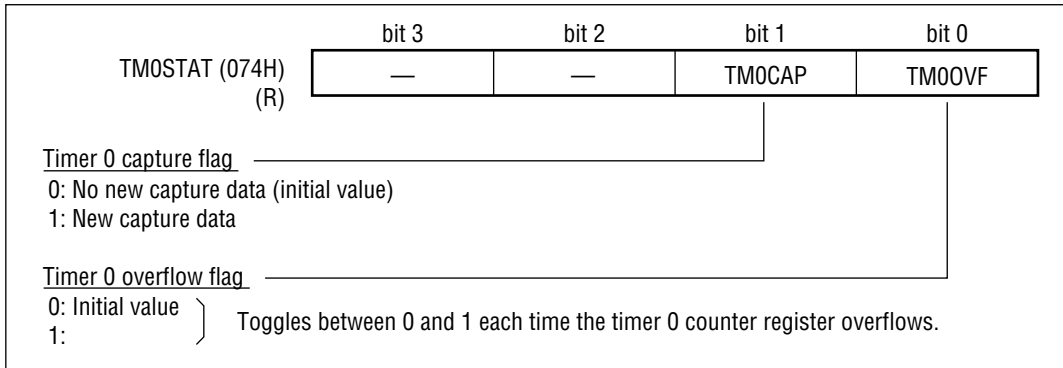 bit 3 bit 2 bit 1 bit 0
TM0STAT (074H) — — TM0CAP TM0OVF
(R)
Timer 0 capture flag
0: No new capture data (initial value)
1: New capture data
Timer 0 overflow flag
0: Initial value
1:
Toggles between 0 and 1 each time the timer 0 counter register overflows.